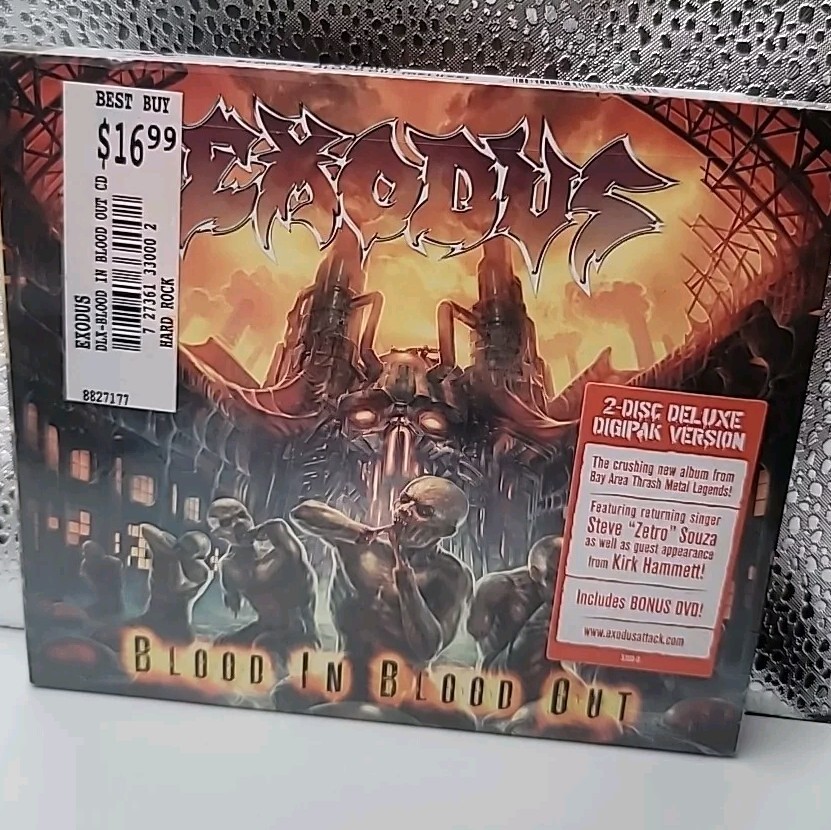 BEST BUY
$16⁹⁹
EXODUS
DLX-BLOOD IN BLOOD OUT CD
7 27361 33000 2
HARD ROCK
8827177
EXODUS
2-DISC DELUXE
DIGIPAK VERSION
The crushing new album from
Bay Area Thrash Metal Legends!
Featuring returning singer
Steve "Zetro" Souza
as well as guest appearance
from Kirk Hammett!
Includes BONUS DVD!
www.exodusattack.com
BLOOD IN BLOOD OUT